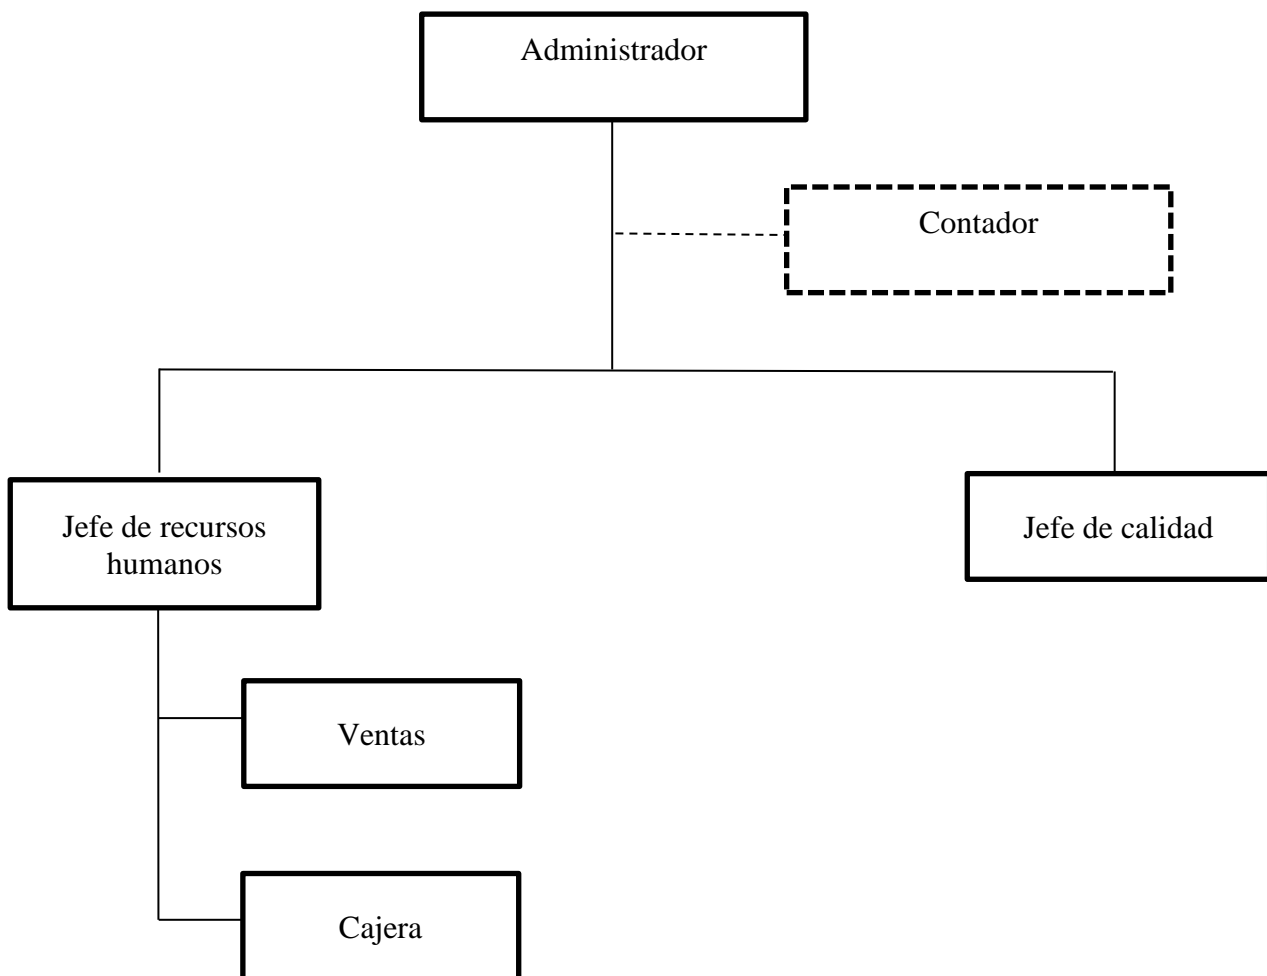 Administrador
Contador
Jefe de recursos
humanos
Jefe de calidad
Ventas
Cajera